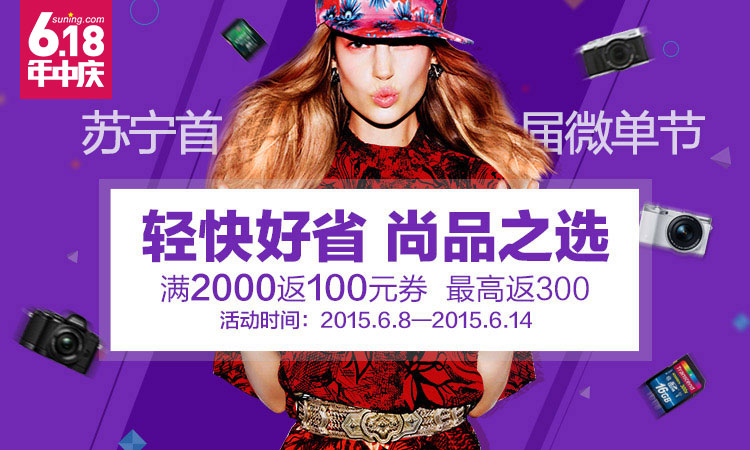 suning.com
6.18
年中庆
苏宁首届微单节
轻快好省 尚品之选
满2000返100元券 最高返300
活动时间：2015.6.8—2015.6.14
Transcend
16GB